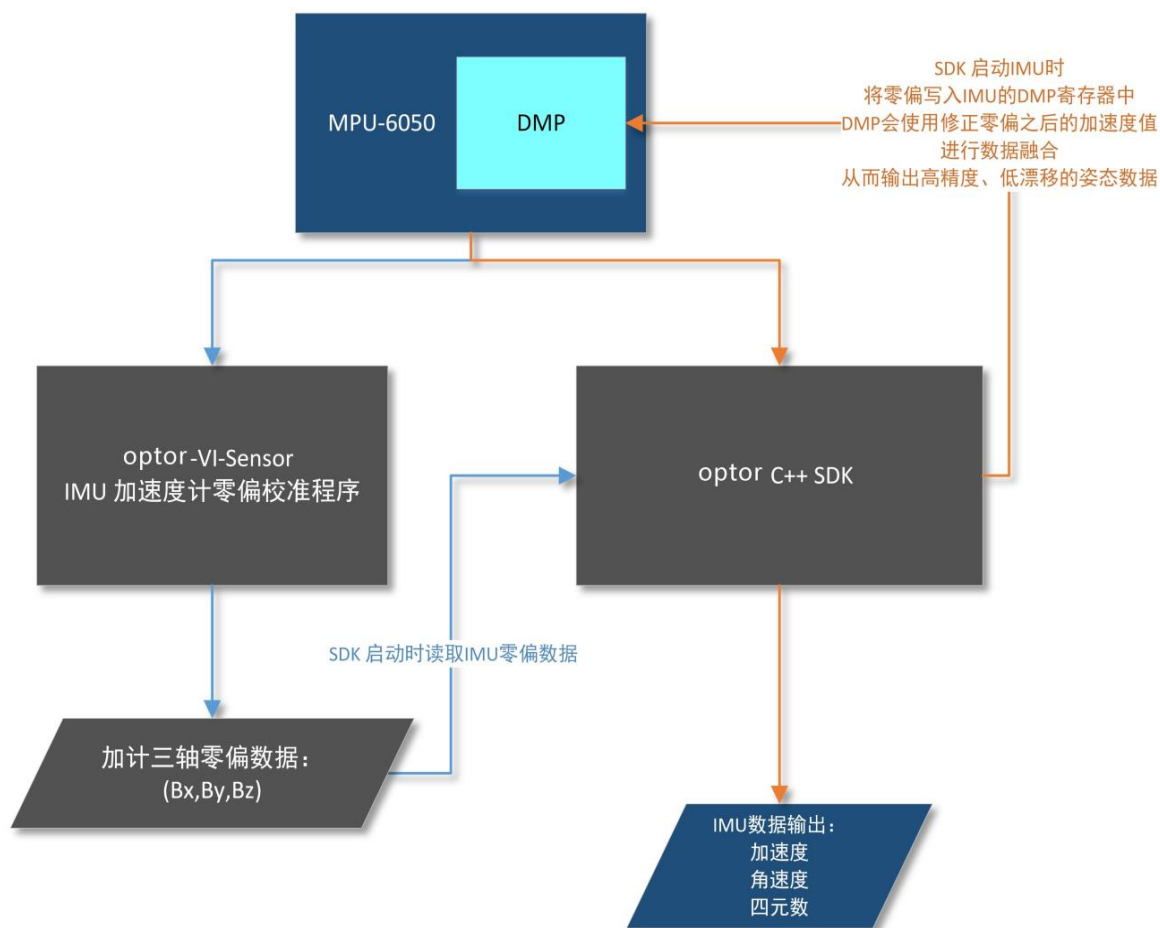 SDK 启动IMU时
将零偏写入IMU的DMP寄存器中
DMP会使用修正零偏之后的加速度值
进行数据融合
从而输出高精度、低漂移的姿态数据
MPU-6050
DMP
optor-VI-Sensor
IMU 加速度计零偏校准程序
optor C++ SDK
SDK 启动时读取IMU零偏数据
加计三轴零偏数据：
(Bx,By,Bz)
IMU数据输出：
加速度
角速度
四元数